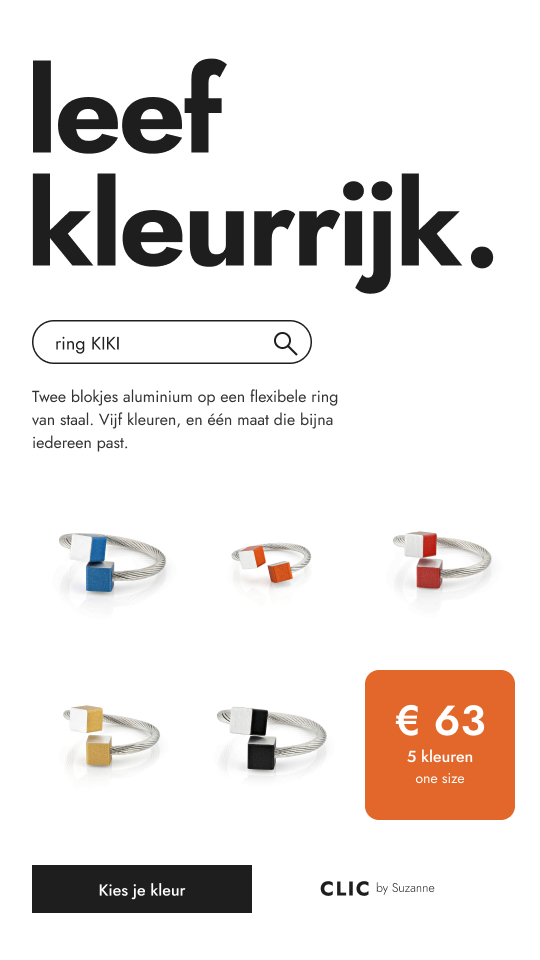 leef
kleurrijk.
ring KIKI
Twee blokjes aluminium op een flexibele ring
van staal. Vijf kleuren, en één maat die bijna
iedereen past.
€ 63
5 kleuren
one size
Kies je kleur
CLIC by Suzanne